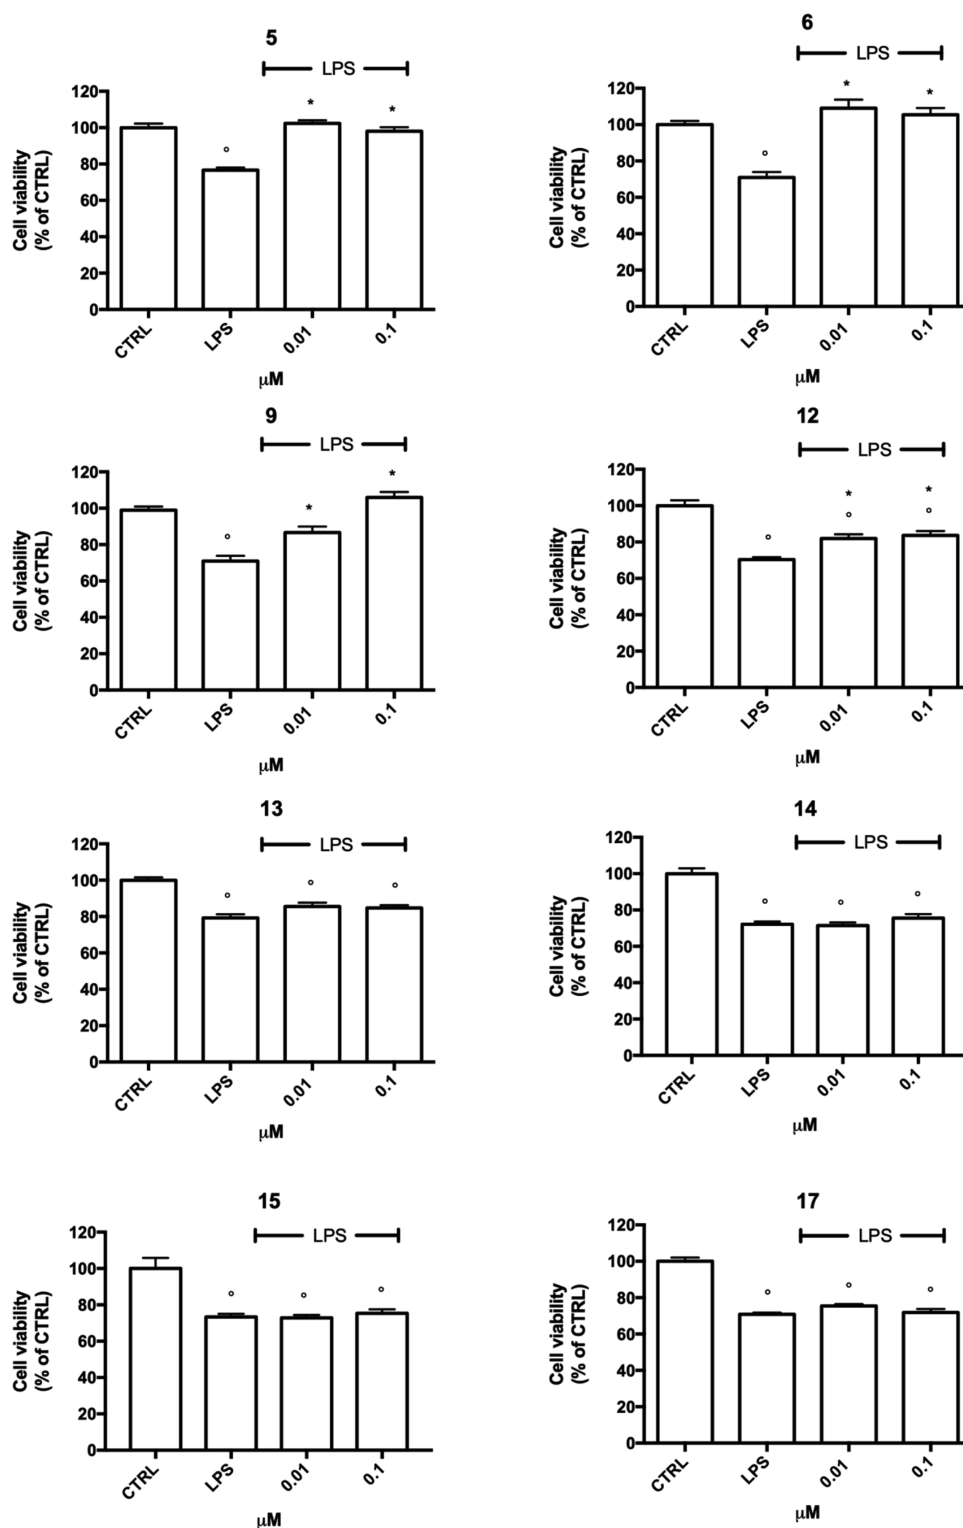 5
LPS
Cell viability
(% of CTRL)
120
100
80
60
40
20
0
° * *
CTRL LPS 0.01 0.1
μM
6
LPS
Cell viability
(% of CTRL)
120
100
80
60
40
20
0
° * *
CTRL LPS 0.01 0.1
μM
9
LPS
Cell viability
(% of CTRL)
120
100
80
60
40
20
0
° * *
CTRL LPS 0.01 0.1
μM
12
LPS
Cell viability
(% of CTRL)
120
100
80
60
40
20
0
* *
° ° °
CTRL LPS 0.01 0.1
μM
13
LPS
Cell viability
(% of CTRL)
120
100
80
60
40
20
0
° ° °
CTRL LPS 0.01 0.1
μM
14
LPS
Cell viability
(% of CTRL)
120
100
80
60
40
20
0
° ° °
CTRL LPS 0.01 0.1
μM
15
LPS
Cell viability
(% of CTRL)
120
100
80
60
40
20
0
° ° °
CTRL LPS 0.01 0.1
μM
17
LPS
Cell viability
(% of CTRL)
120
100
80
60
40
20
0
° ° °
CTRL LPS 0.01 0.1
μM